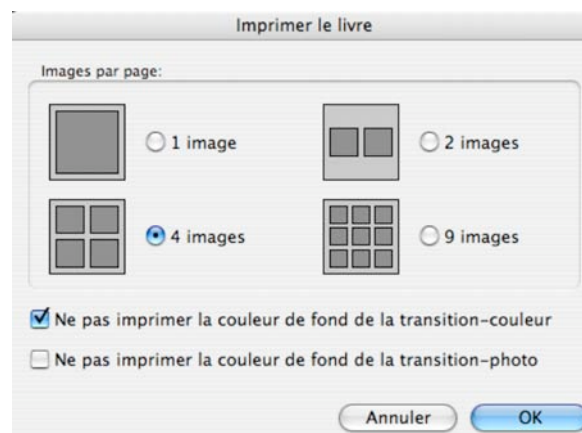 Imprimer le livre
Images par page:
1 image
2 images
4 images
9 images
Ne pas imprimer la couleur de fond de la transition-couleur
Ne pas imprimer la couleur de fond de la transition-photo
Annuler
OK